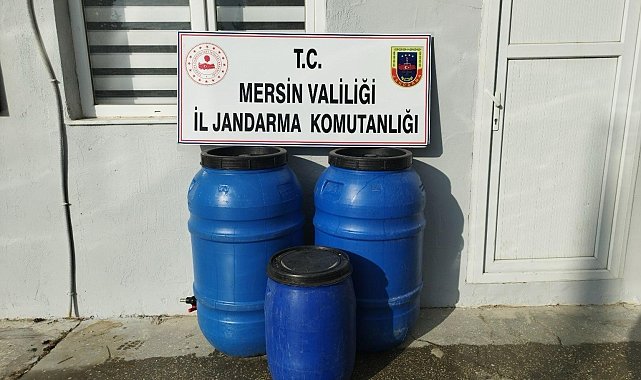 T.C.
MERSİN VALİLİĞİ
İL JANDARMA KOMUTANLIĞI